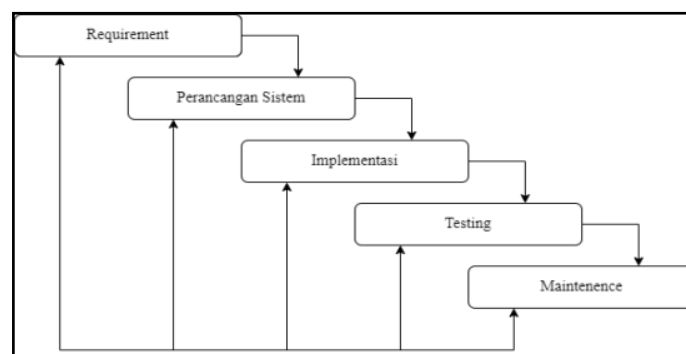 Requirement
Perancangan Sistem
Implementasi
Testing
Maintenence